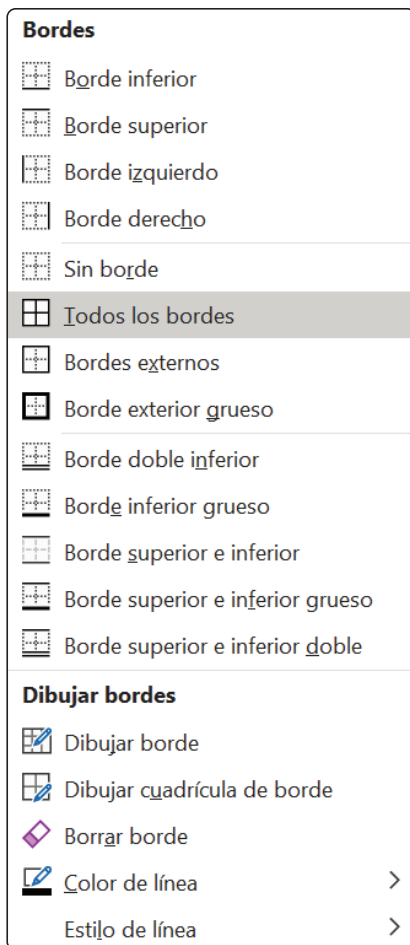 Bordes
Borde inferior
Borde superior
Borde izquierdo
Borde derecho
Sin borde
Todos los bordes
Bordes externos
Borde exterior grueso
Borde doble inferior
Borde inferior grueso
Borde superior e inferior
Borde superior e inferior grueso
Borde superior e inferior doble
Dibujar bordes
Dibujar borde
Dibujar cuadrícula de borde
Borrar borde
Color de línea
Estilo de línea